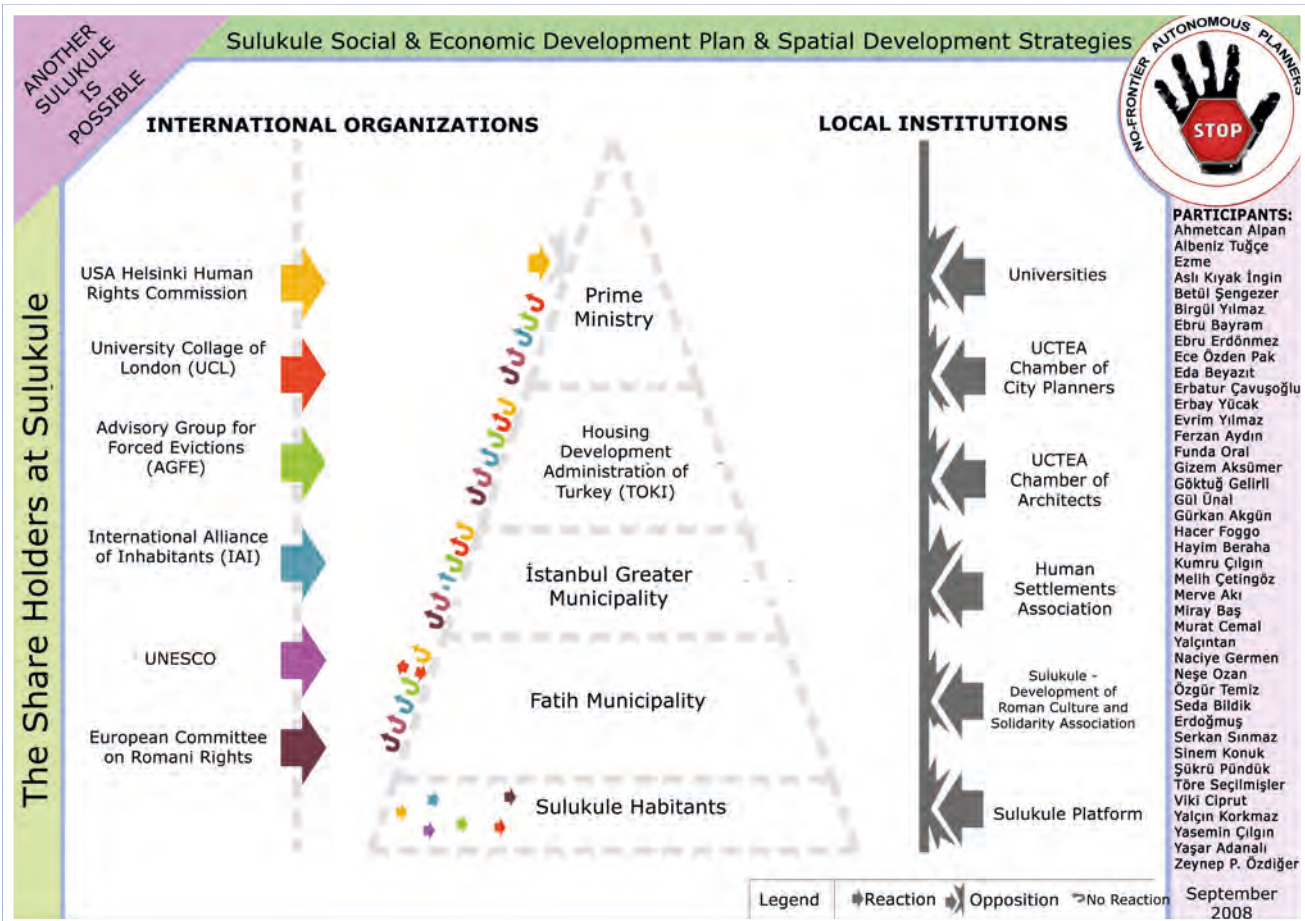 ANOTHER
SULUKULE
IS
POSSIBLE
Sulukule Social & Economic Development Plan & Spatial Development Strategies
NO-FRONTIER AUTONOMOUS PLANNERS
STOP
The Share Holders at Sulukule
INTERNATIONAL ORGANIZATIONS
USA Helsinki Human
Rights Commission
University Collage of
London (UCL)
Advisory Group for
Forced Evictions
(AGFE)
International Alliance
of Inhabitants (IAI)
UNESCO
European Committee
on Romani Rights
Prime
Ministry
Housing
Development
Administration of
Turkey (TOKI)
İstanbul Greater
Municipality
Fatih Municipality
Sulukule Habitants
LOCAL INSTITUTIONS
Universities
UCTEA
Chamber of
City Planners
UCTEA
Chamber of
Architects
Human
Settlements
Association
Sulukule -
Development of
Roman Culture and
Solidarity Association
Sulukule Platform
PARTICIPANTS:
Ahmetcan Alpan
Albeniz Tuğçe
Ezme
Aslı Kıyak İngin
Betül Şengezer
Birgül Yılmaz
Ebru Bayram
Ebru Erdönmez
Ece Özden Pak
Eda Beyazıt
Erbatur Çavuşoğlu
Erbay Yücak
Evrim Yılmaz
Ferzan Aydın
Funda Oral
Gizem Aksümer
Göktuğ Gelirli
Gül Ünal
Gürkan Akgün
Hacer Foggo
Hayim Beraha
Kumru Çılgın
Melih Çetingöz
Merve Akı
Miray Baş
Murat Cemal
Yalçıntan
Naciye Germen
Neşe Ozan
Özgür Temiz
Seda Bildik
Erdoğmuş
Serkan Sınmaz
Sinem Konuk
Şükrü Pündük
Töre Seçilmişler
Viki Ciprut
Yalçın Korkmaz
Yasemin Çılgın
Yaşar Adanalı
Zeynep P. Özdiğer
September
2008
Legend Reaction Opposition No Reaction